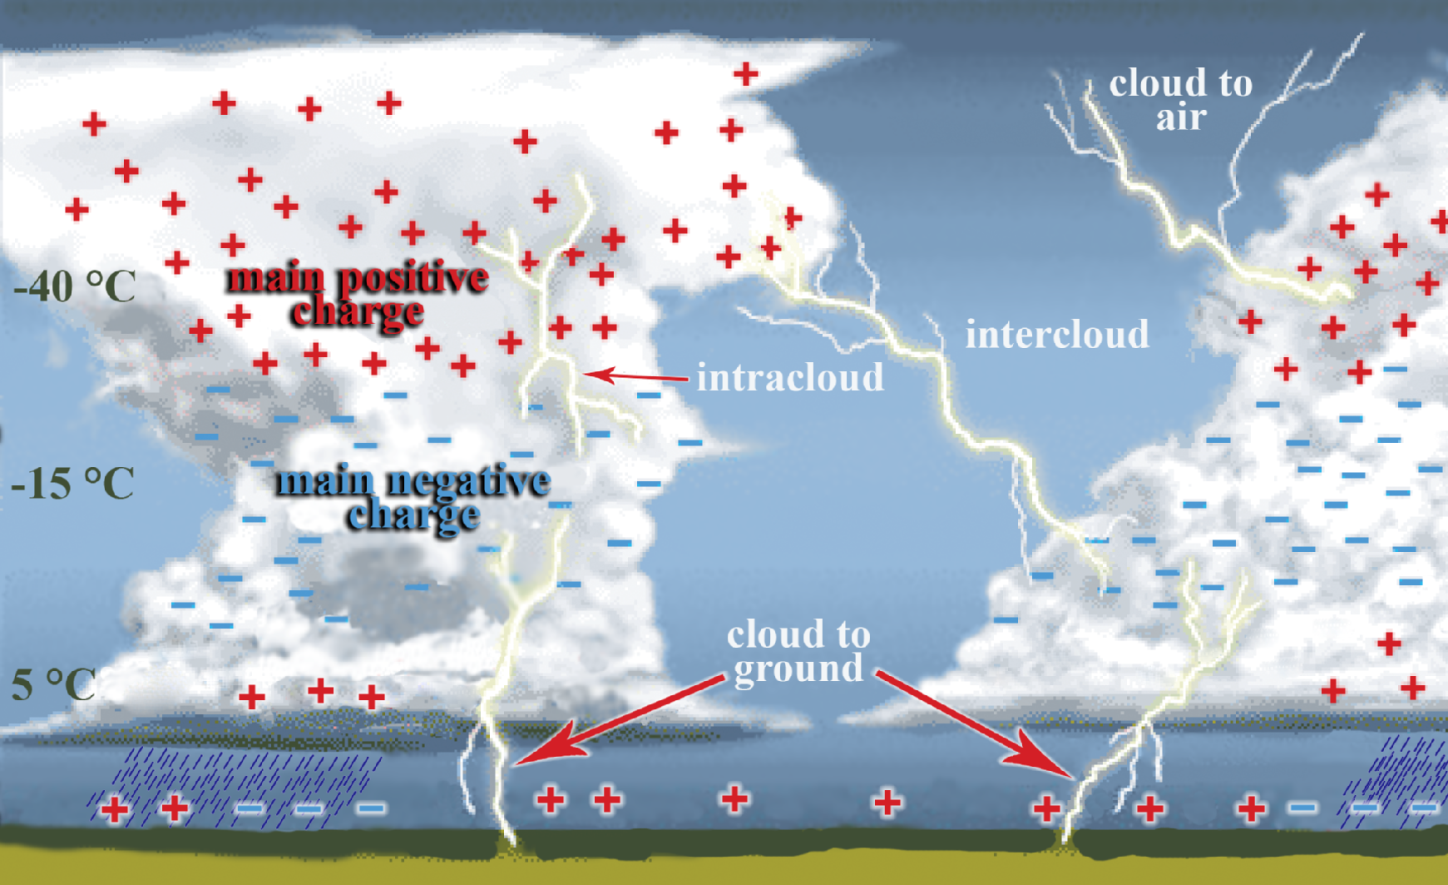 cloud to
air
main positive
charge
-40 °C
intercloud
intracloud
main negative
charge
-15 °C
cloud to
ground
5 °C